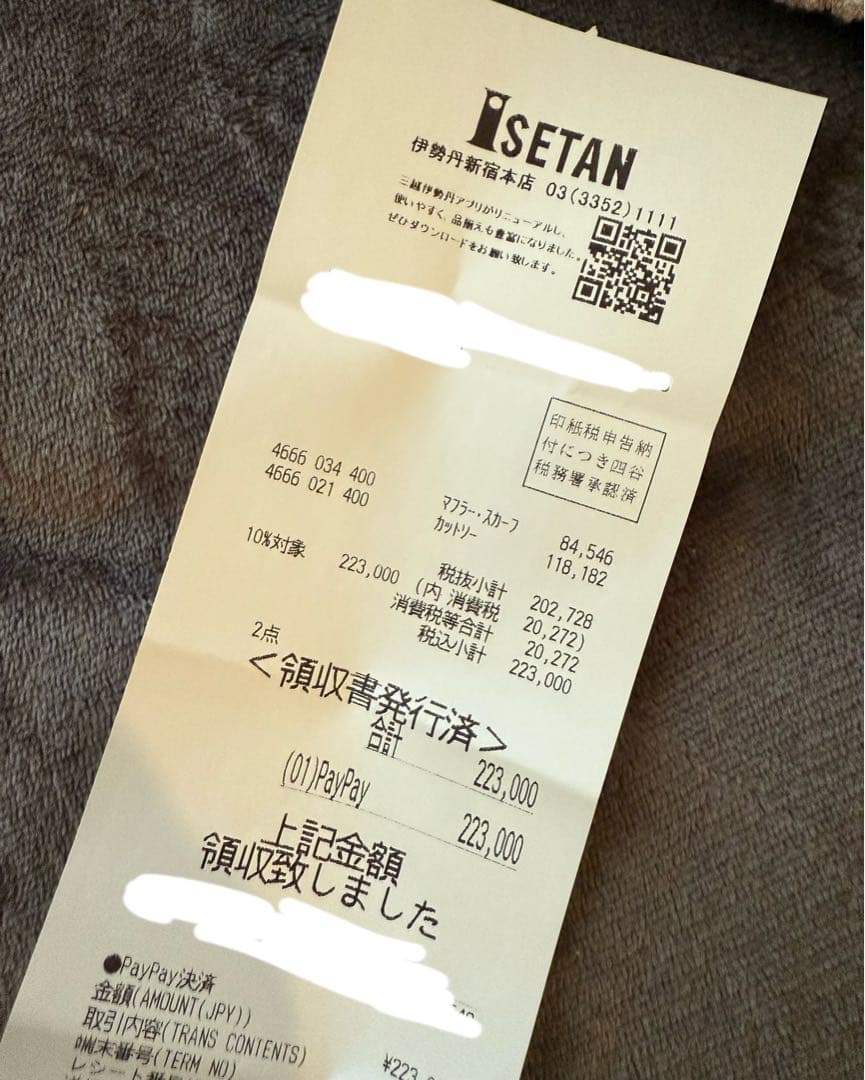 ISETAN
伊勢丹新宿本店 03(3352)1111
三越伊勢丹アプリがリニューアルし、
使いやすく、品揃えも豊富になりました。
ぜひダウンロードをお願い致します。
印紙税申告納
付につき四谷
税務署承認済
4666 034 400 マフラー・スカーフ 84,546
4666 021 400 カットリー 118,182
税抜小計 202,728
10%対象 223,000 (内 消費税 20,272)
消費税等合計 20,272
税込小計 223,000
2点
<領収書発行済>
合計 223,000
(01)PayPay 223,000
上記金額
領収致しました
●PayPay決済
金額(AMOUNT(JPY)) ¥223
取引内容(TRANS CONTENTS)
端末番号(TERM NO)